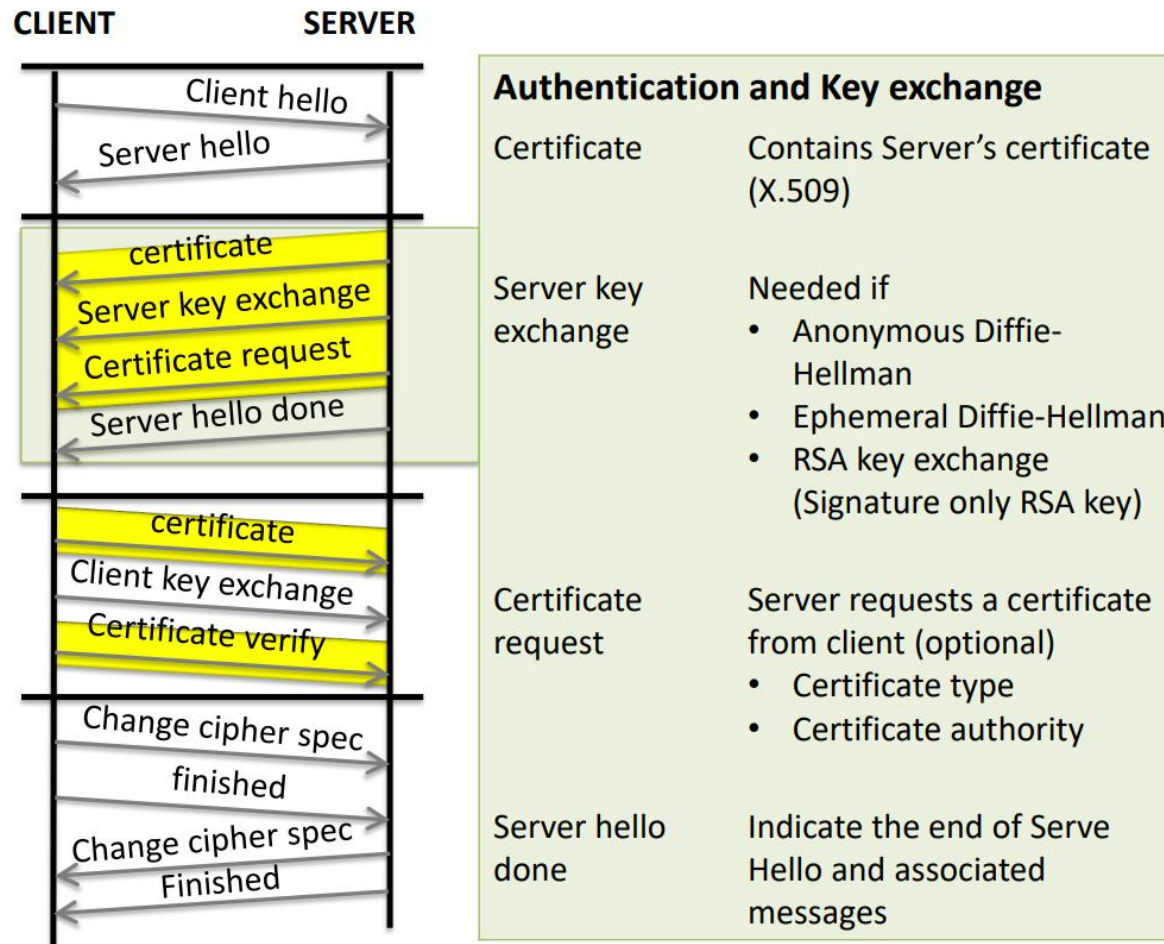 CLIENT SERVER
Client hello
Server hello
certificate
Server key exchange
Certificate request
Server hello done
certificate
Client key exchange
Certificate verify
Change cipher spec
finished
Change cipher spec
Finished
Authentication and Key exchange
Certificate Contains Server’s certificate
(X.509)
Server key Needed if
exchange • Anonymous Diffie-
Hellman
• Ephemeral Diffie-Hellman
• RSA key exchange
(Signature only RSA key)
Certificate Server requests a certificate
request from client (optional)
• Certificate type
• Certificate authority
Server hello Indicate the end of Serve
done Hello and associated
messages